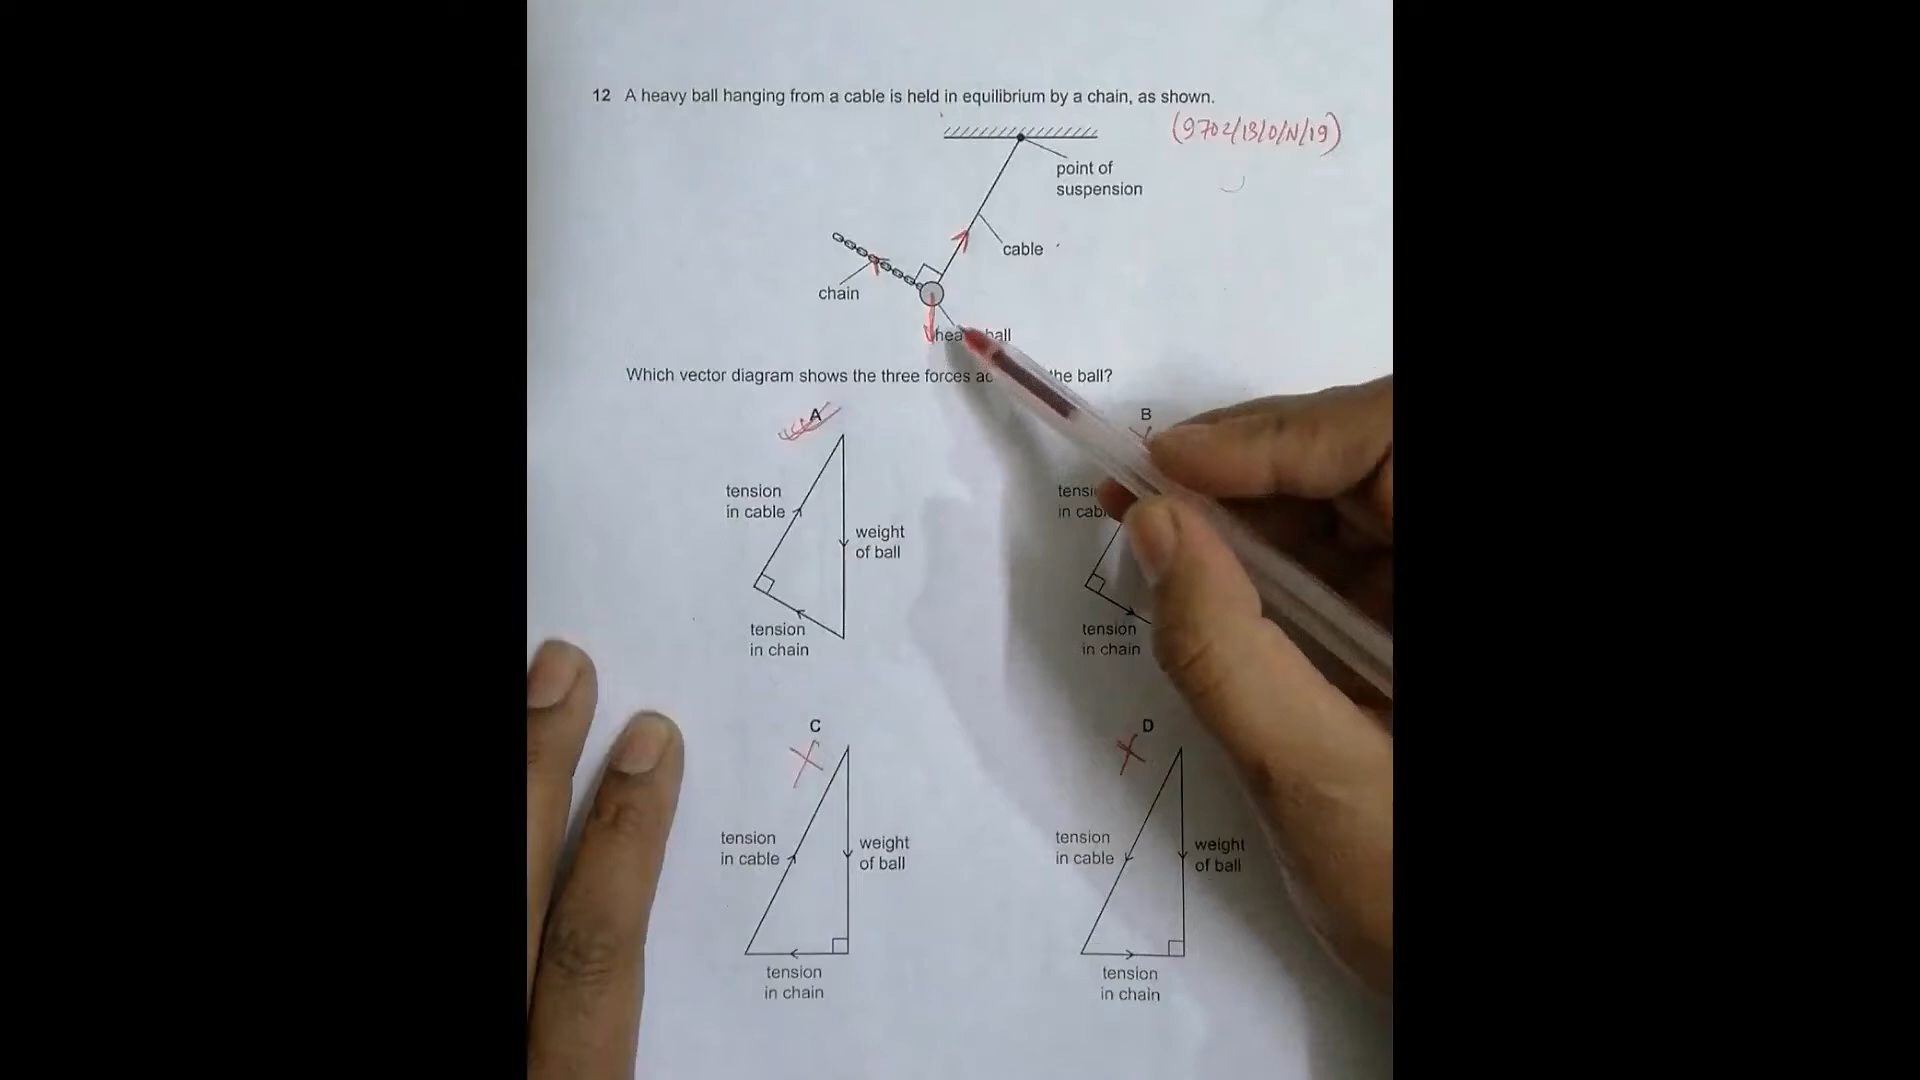 12 A heavy ball hanging from a cable is held in equilibrium by a chain, as shown.
(9702/13/O/N/19)
point of
suspension
cable
chain
ball
Which vector diagram shows the three forces the ball?
A
B
tension
in cable
weight
of ball
tension
in chain
in
tension
in chain
C
D
tension
in cable
weight
of ball
tension
in chain
tension
in cable
weight
of ball
tension
in chain